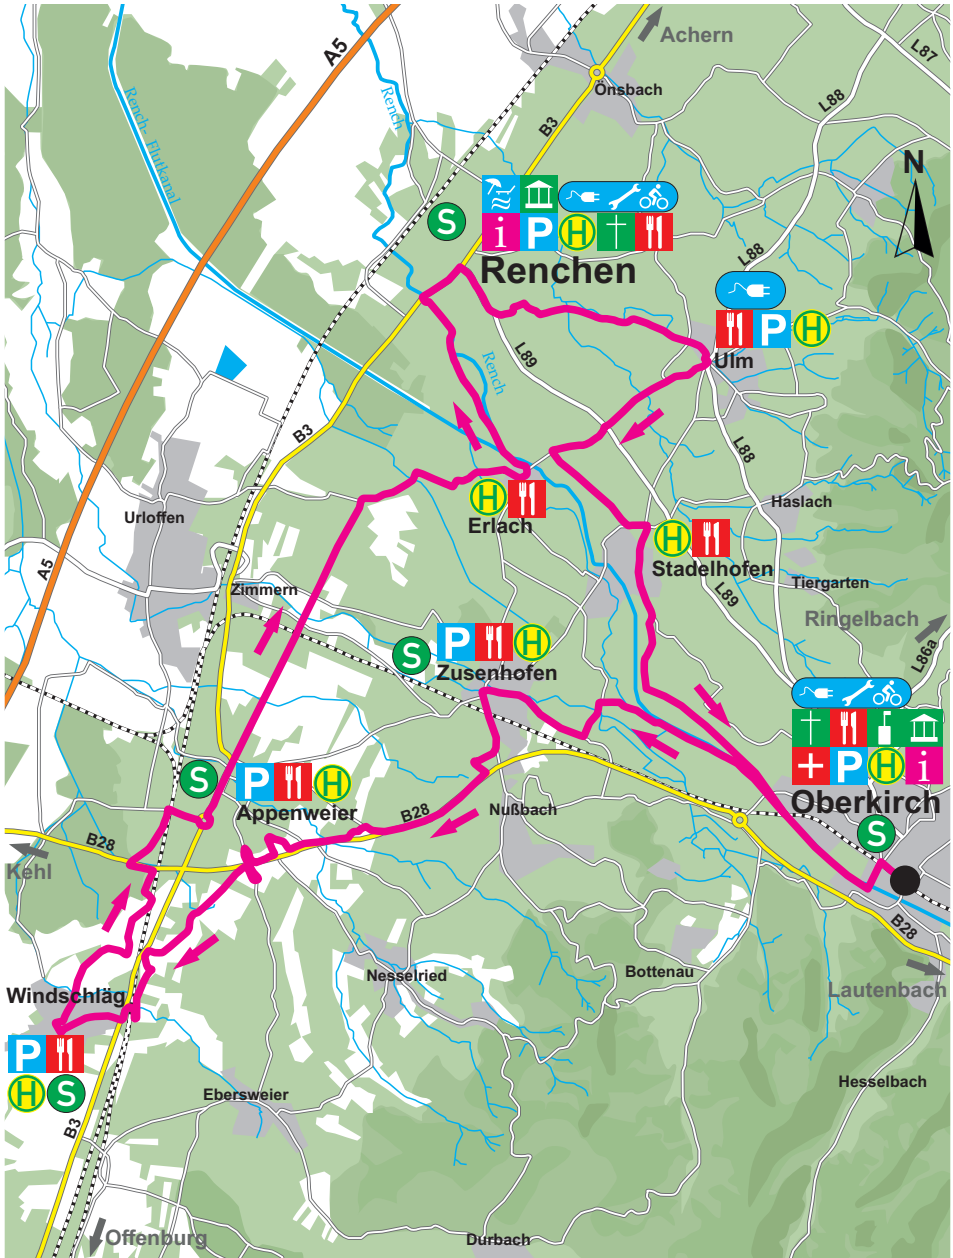 Achern
A5
L87
Önsbach
L88
Rench- Flutkanal
Rench
B3
N
S
i P H
Renchen
L88
P H
Ulm
L89
Rench
B3
L88
Urloffen
H
Erlach
Haslach
H
Stadelhofen
A5
Zimmern
Tiergarten
L89
Ringelbach
L86a
S
P H
Zusenhofen
P H i
Oberkirch
S
S
P H
Appenweier
B28
Nußbach
B28
Kehl
B28
Lautenbach
Windschläg
P
H S
Nesselried
Bottenau
Hesselbach
Ebersweier
B3
Offenburg
Durbach